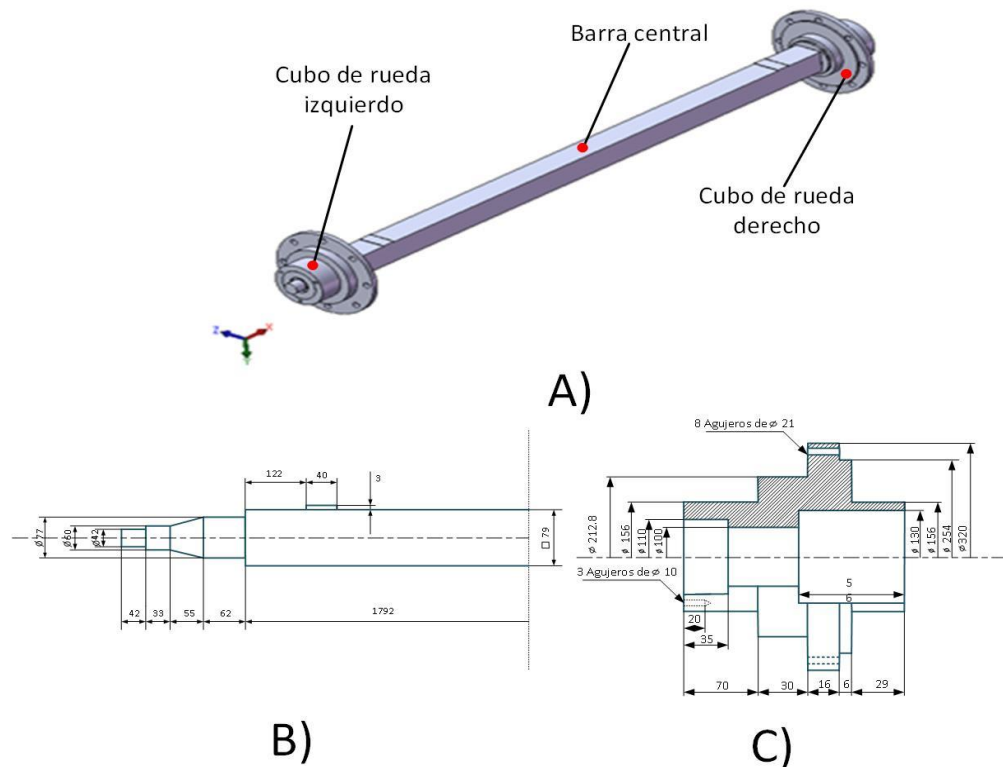 Barra central
Cubo de rueda
izquierdo
Cubo de rueda
derecho
Z
X
Y
A)
122
40
3
ø77
ø60
ø42
□ 79
42
33
55
62
1792
B)
8 Agujeros de ø 21
ø 212.8
ø 156
ø110
ø100
ø 130
ø 156
ø 254
ø320
3 Agujeros de ø 10
5
6
20
35
70
30
16
6
29
C)